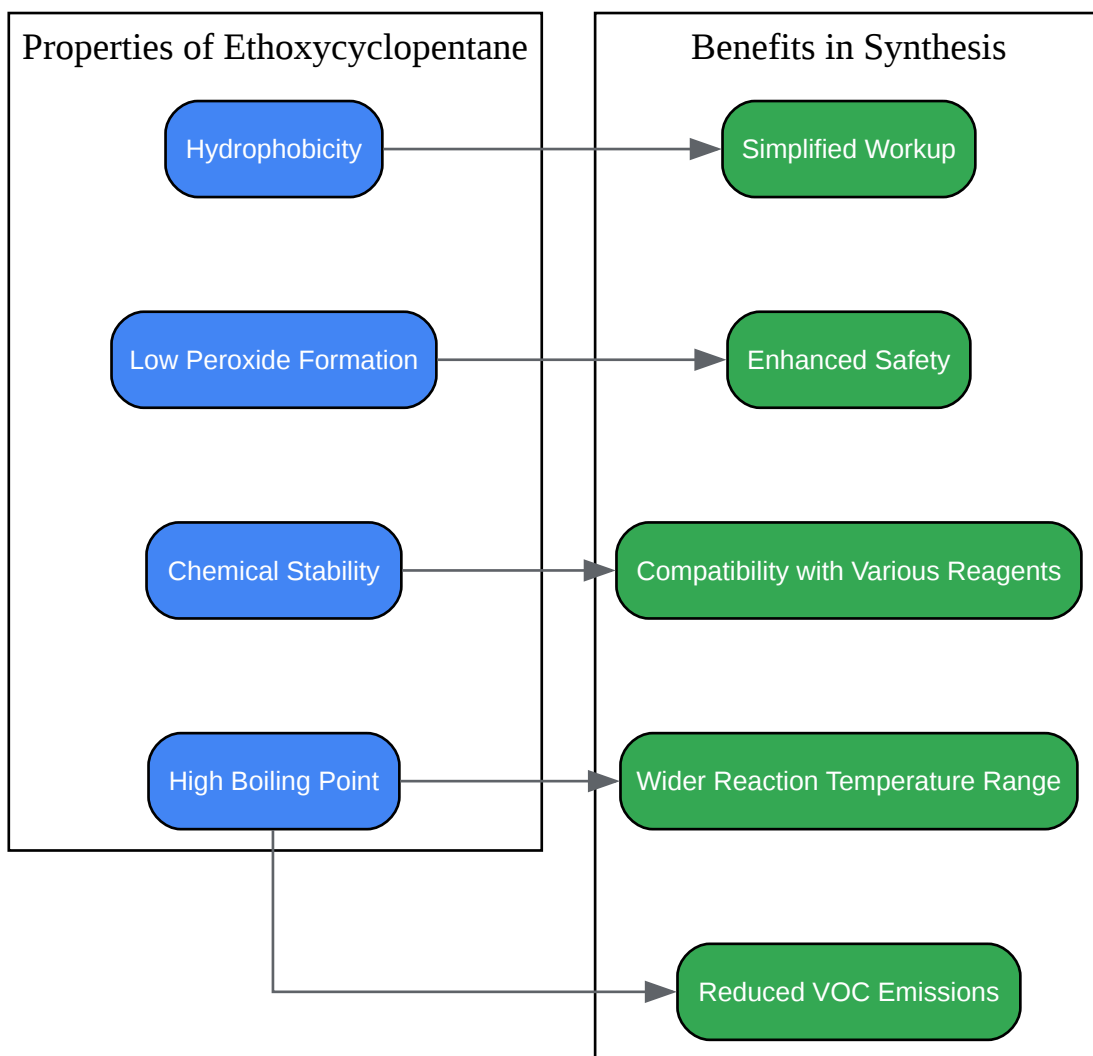 Properties of Ethoxycyclopentane
Benefits in Synthesis
Hydrophobicity
Simplified Workup
Low Peroxide Formation
Enhanced Safety
Chemical Stability
Compatibility with Various Reagents
High Boiling Point
Wider Reaction Temperature Range
Reduced VOC Emissions